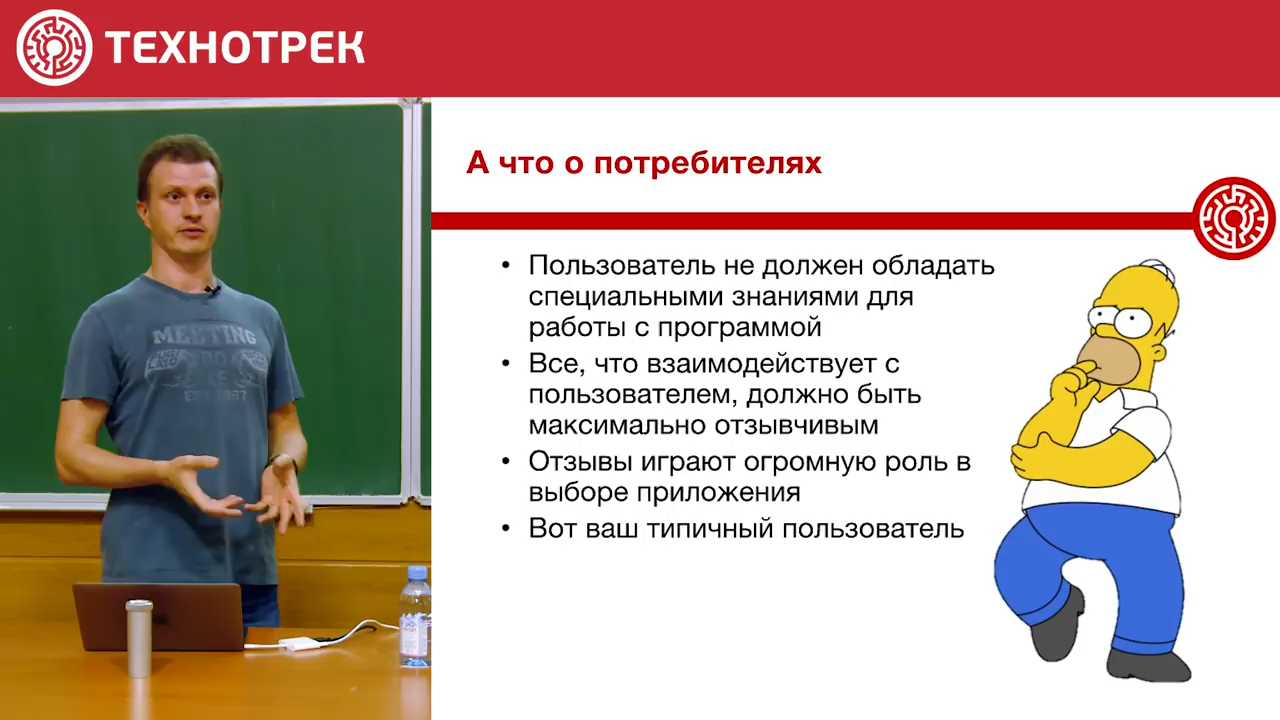 ТЕХНОТРЕК
А что о потребителях
• Пользователь не должен обладать
специальными знаниями для
работы с программой
• Все, что взаимодействует с
пользователем, должно быть
максимально отзывчивым
• Отзывы играют огромную роль в
выборе приложения
• Вот ваш типичный пользователь
MEETING